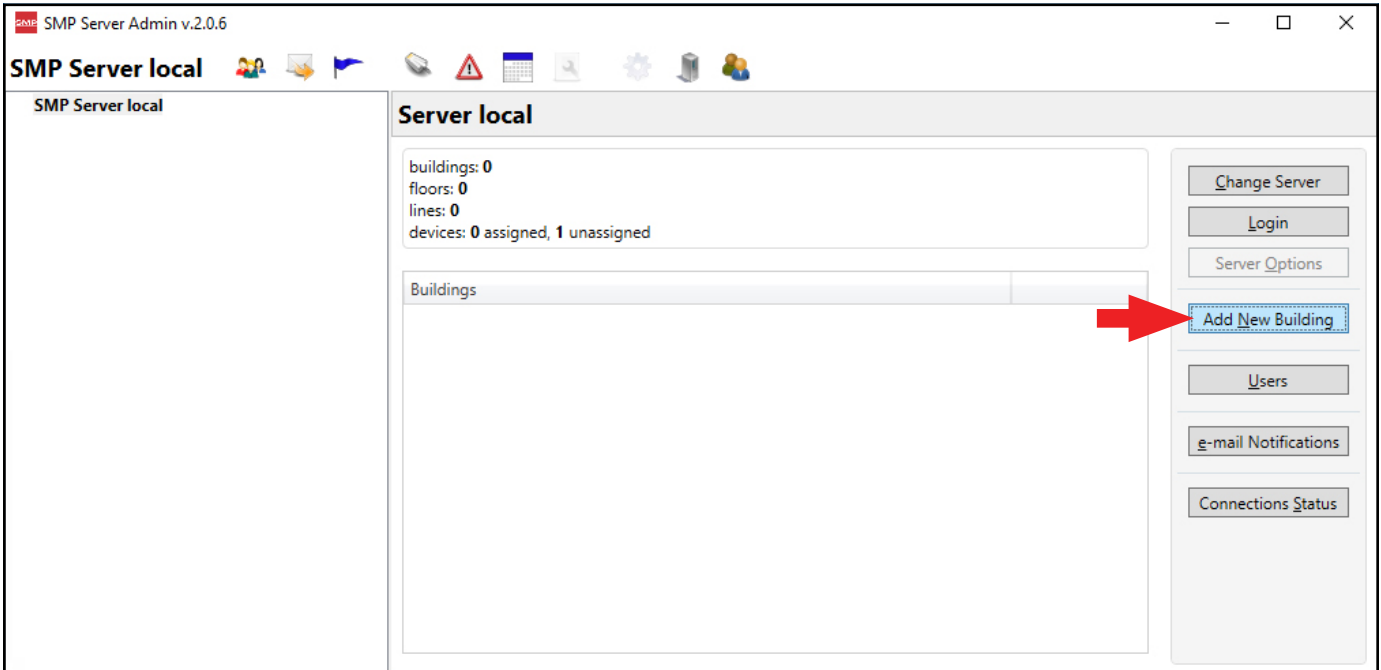 SMP SMP Server Admin v.2.0.6
SMP Server local
SMP Server local
Server local
buildings: 0
floors: 0
lines: 0
devices: 0 assigned, 1 unassigned
Buildings
Change Server
Login
Server Options
Add New Building
Users
e-mail Notifications
Connections Status